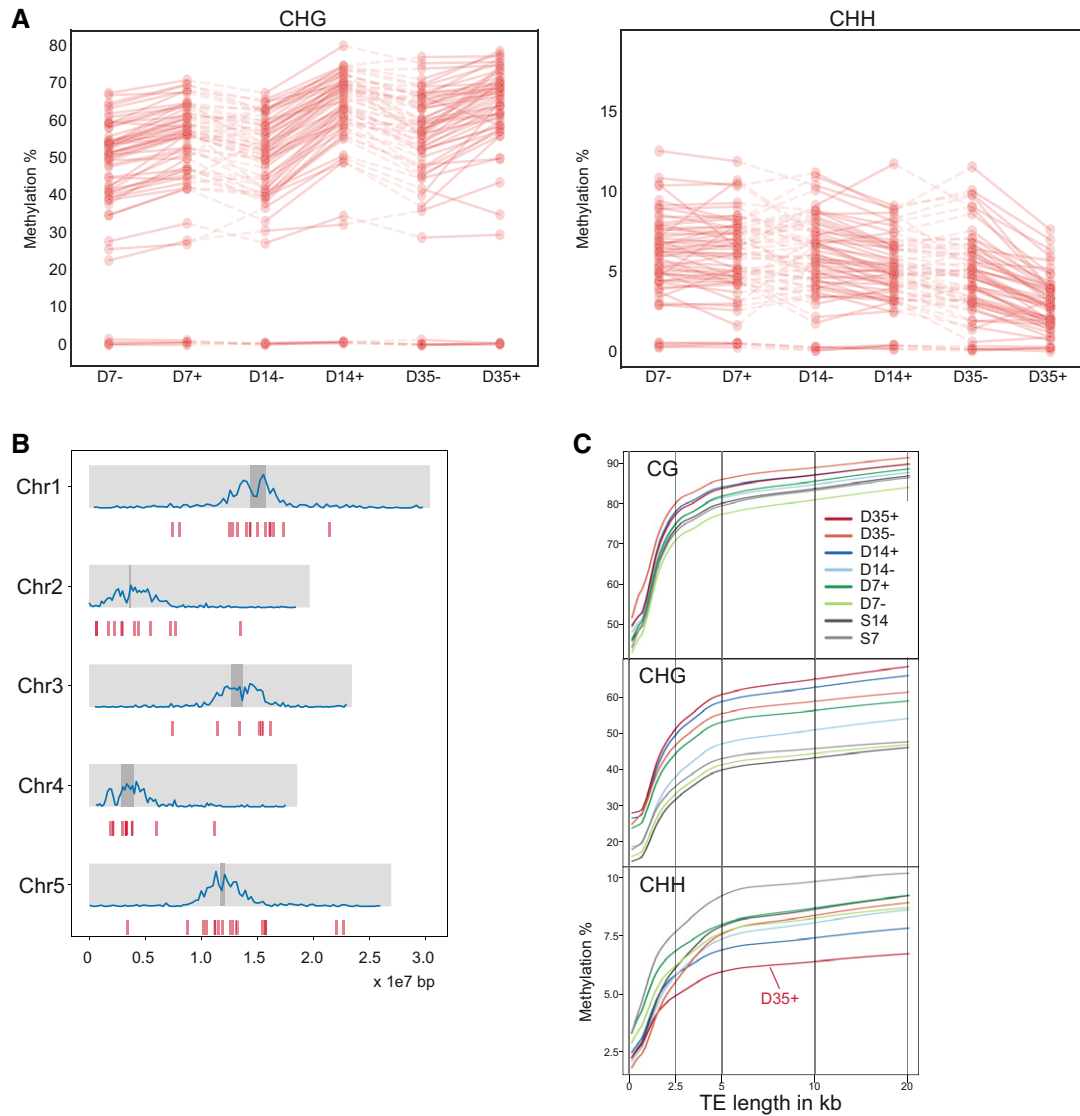 A
CHG
CHH
Methylation %
80
70
60
50
40
30
20
10
0
D7- D7+ D14- D14+ D35- D35+
Methylation %
15
10
5
0
D7- D7+ D14- D14+ D35- D35+
B
Chr1
Chr2
Chr3
Chr4
Chr5
0 0.5 1.0 1.5 2.0 2.5 3.0
x 1e7 bp
C
CG
90
80
70
60
50
D35+
D35-
D14+
D14-
D7+
D7-
S14
S7
CHG
60
50
40
30
20
CHH
10
7.5
5.0
2.5
Methylation %
D35+
0 2.5 5 10 20
TE length in kb